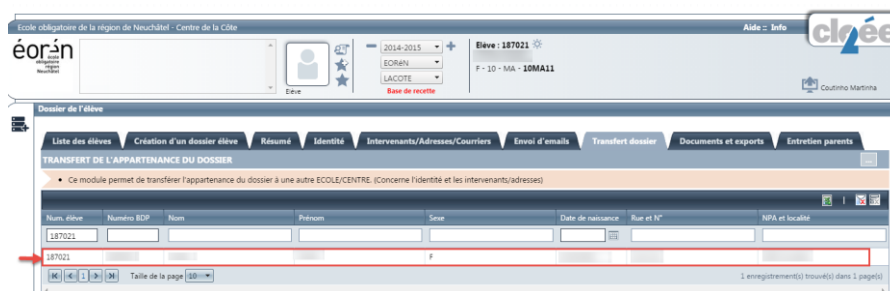 Ecole obligatoire de la région de Neuchâtel - Centre de la Côte
Aide :: Info
cloée
éorén
école obligatoire
région
Neuchâtel
Elève
2014-2015
EORéN
LACOTE
Base de recette
Elève : 187021
F - 10 - MA - 10MA11
Coutinho Martinha
Dossier de l'élève
Liste des élèves Création d'un dossier élève Résumé Identité Intervenants/Adresses/Courriers Envoi d'emails Transfert dossier Documents et exports Entretien parents
TRANSFERT DE L'APPARTENANCE DU DOSSIER
• Ce module permet de transférer l'appartenance du dossier à une autre ECOLE/CENTRE. (Concerne l'identité et les intervenants/adresses)
Num. élève Numéro BDP Nom Prénom Sexe Date de naissance Rue et N° NPA et localité
187021
187021 F
1 Taille de la page 10 1 enregistrement(s) trouvé(s) dans 1 page(s)